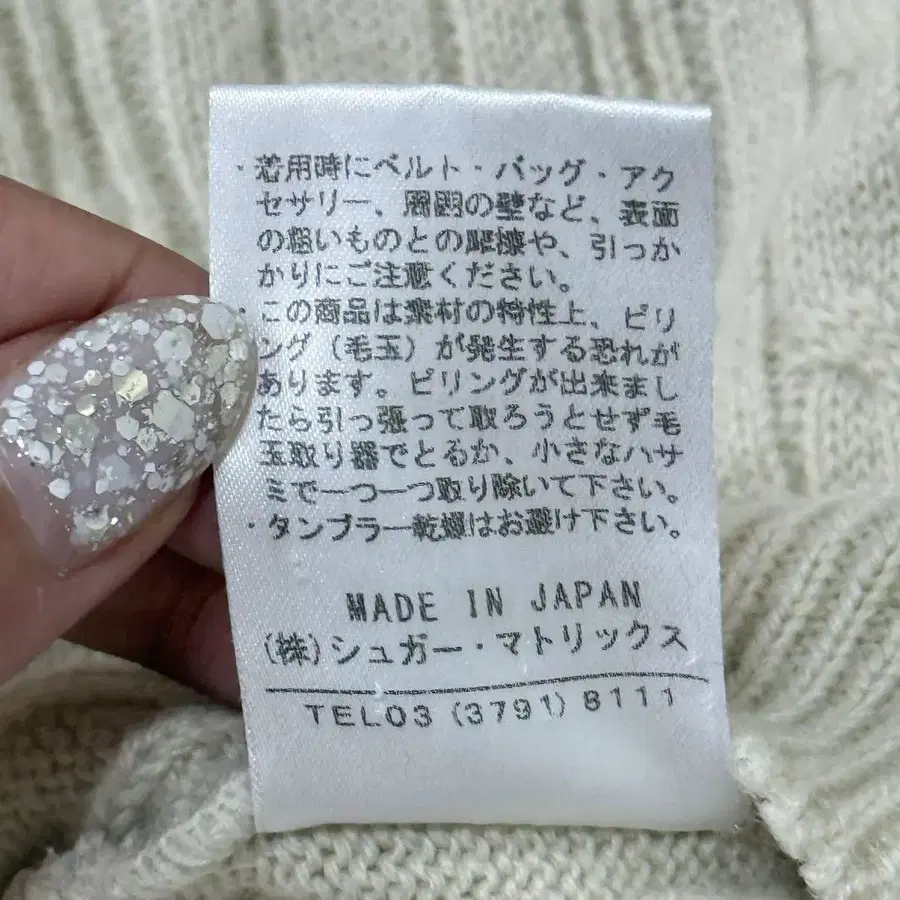 ・着用時にベルト・バッグ・アク
セサリー、周囲の壁など、表面
の粗いものとの摩擦や、引っか
かりにご注意ください。
・この商品は素材の特性上、ピリ
ング（毛玉）が発生する恐れが
あります。ピリングが出来まし
たら引っ張って取ろうとせず毛
玉取り器でとるか、小さなハサ
ミで一つ一つ取り除いて下さい。
・タンブラー乾燥はお避け下さい。
MADE IN JAPAN
(株)シュガー・マトリックス
TEL03 (3791) 8111